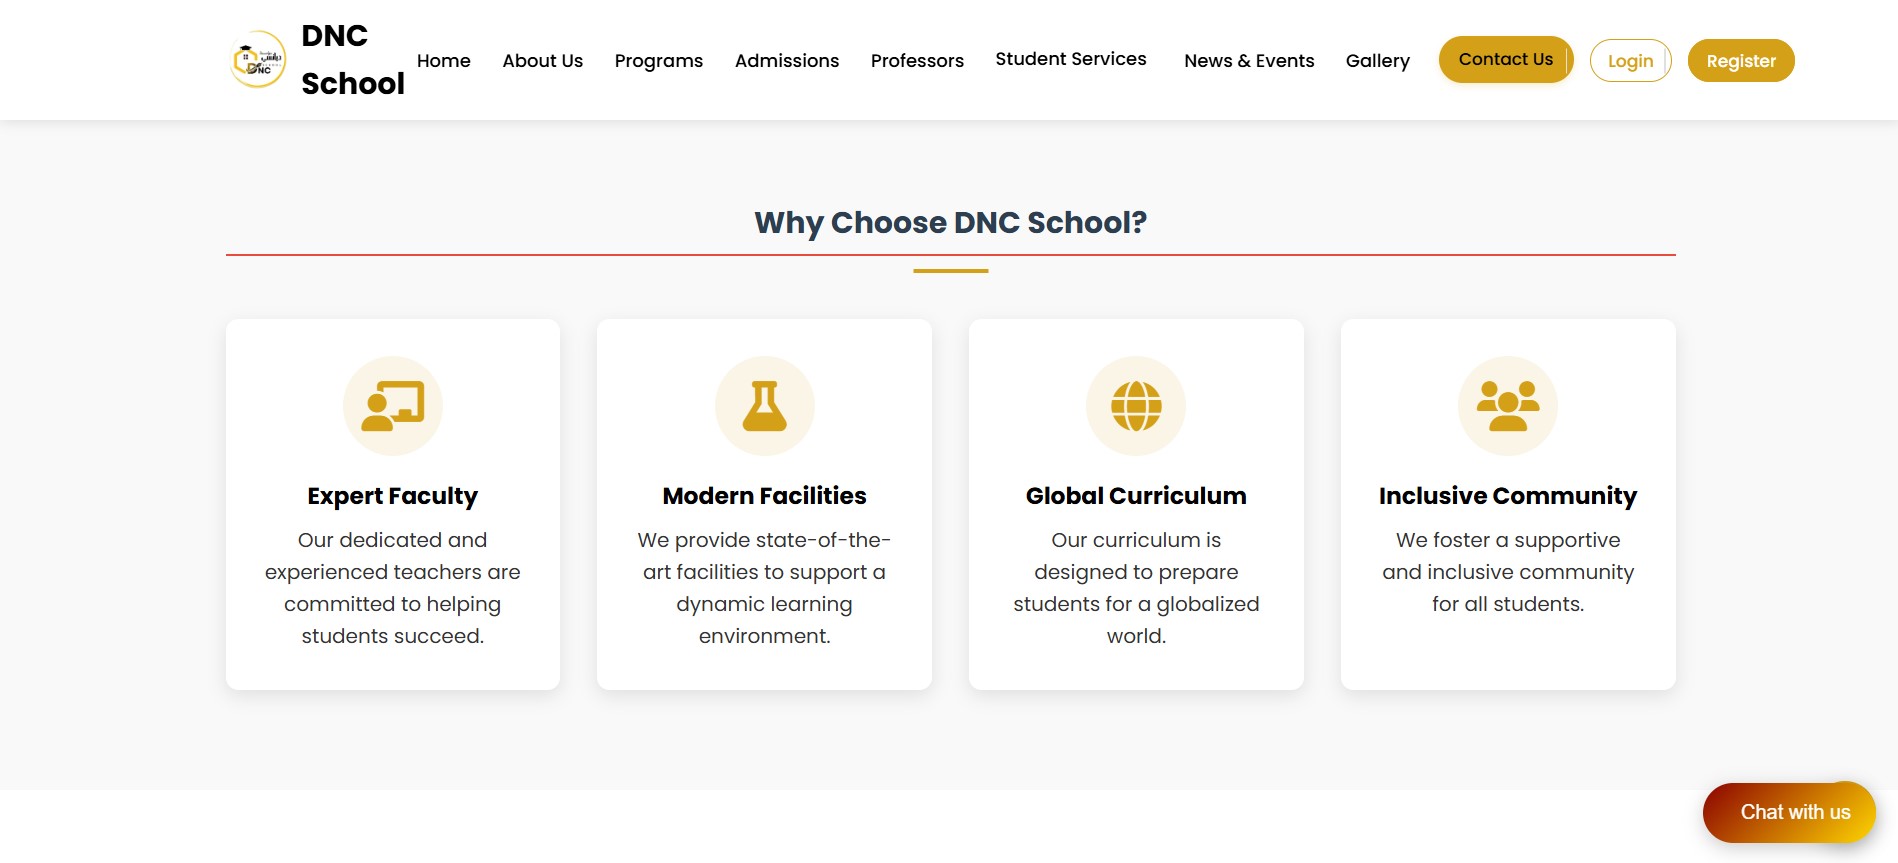 DNC
School
DNC
Home
About Us
Programs
Admissions
Professors
Student Services
News & Events
Gallery
Contact Us
Login
Register
Why Choose DNC School?
Expert Faculty
Our dedicated and
experienced teachers are
committed to helping
students succeed.
Modern Facilities
We provide state-of-the-
art facilities to support a
dynamic learning
environment.
Global Curriculum
Our curriculum is
designed to prepare
students for a globalized
world.
Inclusive Community
We foster a supportive
and inclusive community
for all students.
Chat with us